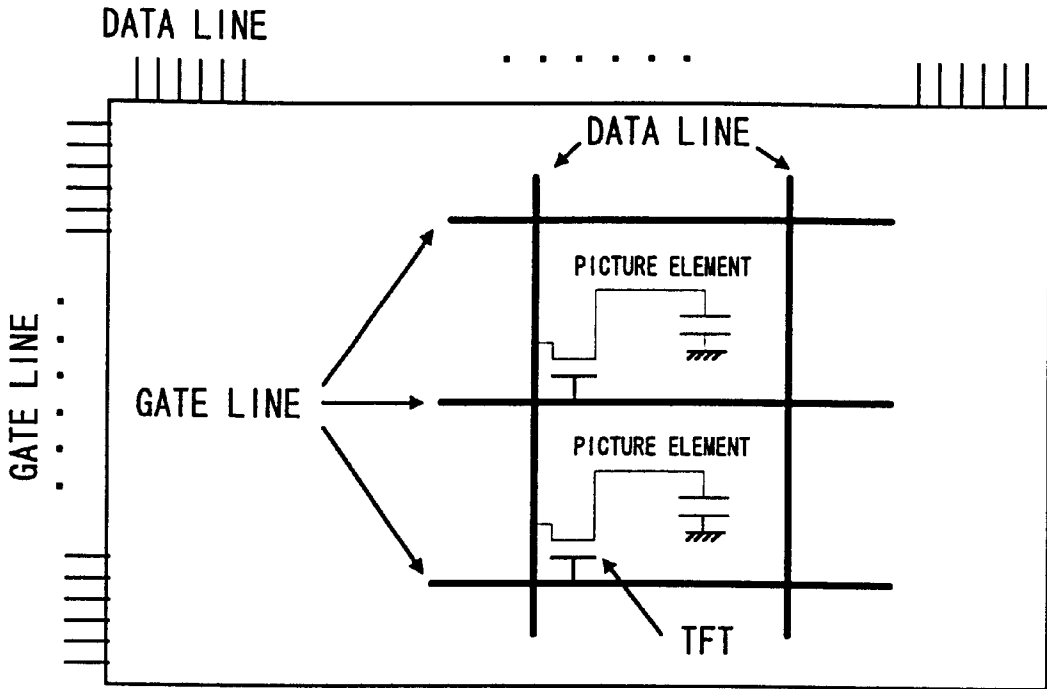 DATA LINE
DATA LINE
PICTURE ELEMENT
GATE LINE
GATE LINE
PICTURE ELEMENT
TFT